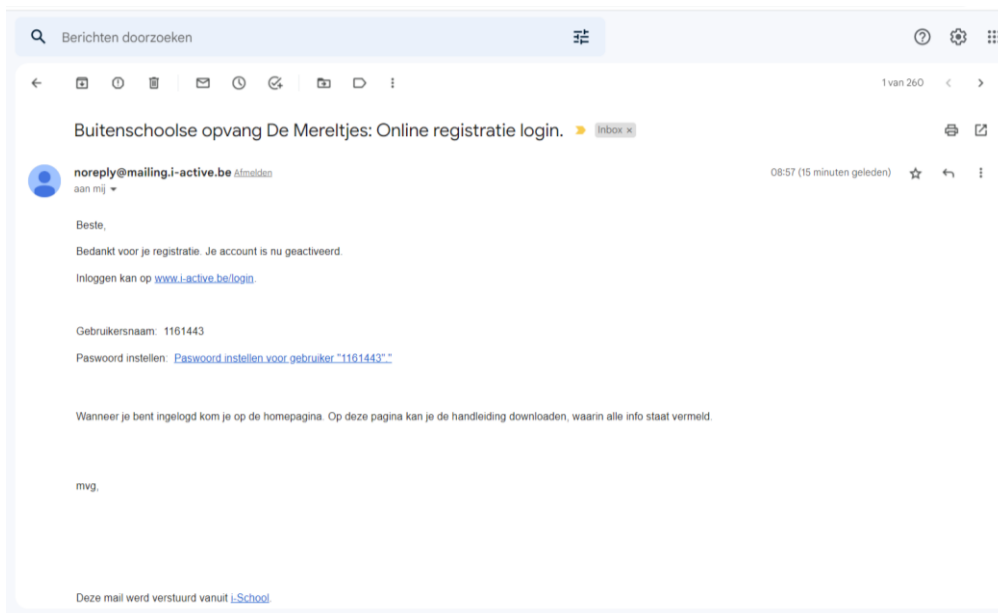 Berichten doorzoeken
1 van 260
Buitenschoolse opvang De Mereltjes: Online registratie login. Inbox ×
noreply@mailing.i-active.be Afmelden 08:57 (15 minuten geleden)
aan mij
Beste,
Bedankt voor je registratie. Je account is nu geactiveerd.
Inloggen kan op www.i-active.be/login.
Gebruikersnaam: 1161443
Paswoord instellen: Paswoord instellen voor gebruiker "1161443"."
Wanneer je bent ingelogd kom je op de homepagina. Op deze pagina kan je de handleiding downloaden, waarin alle info staat vermeld.
mvg,
Deze mail werd verstuurd vanuit i-School.